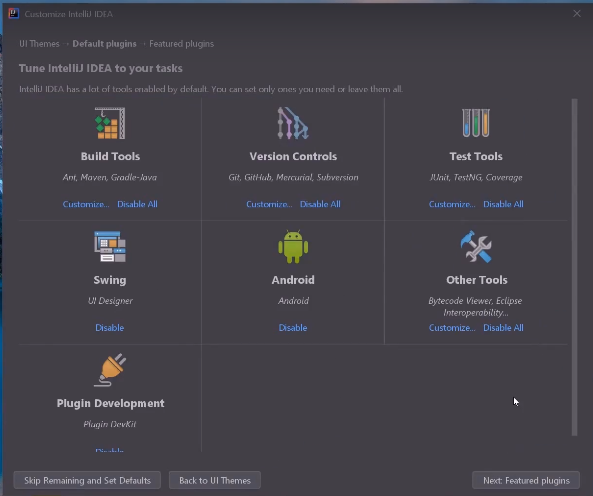 Customize IntelliJ IDEA
UI Themes → Default plugins → Featured plugins
Tune IntelliJ IDEA to your tasks
IntelliJ IDEA has a lot of tools enabled by default. You can set only ones you need or leave them all.
Build Tools
Ant, Maven, Gradle-Java
Customize... Disable All
Version Controls
Git, GitHub, Mercurial, Subversion
Customize... Disable All
Test Tools
JUnit, TestNG, Coverage
Customize... Disable All
Swing
UI Designer
Disable
Android
Android
Disable
Other Tools
Bytecode Viewer, Eclipse
Interoperability...
Customize... Disable All
Plugin Development
Plugin DevKit
Disable
Skip Remaining and Set Defaults
Back to UI Themes
Next: Featured plugins